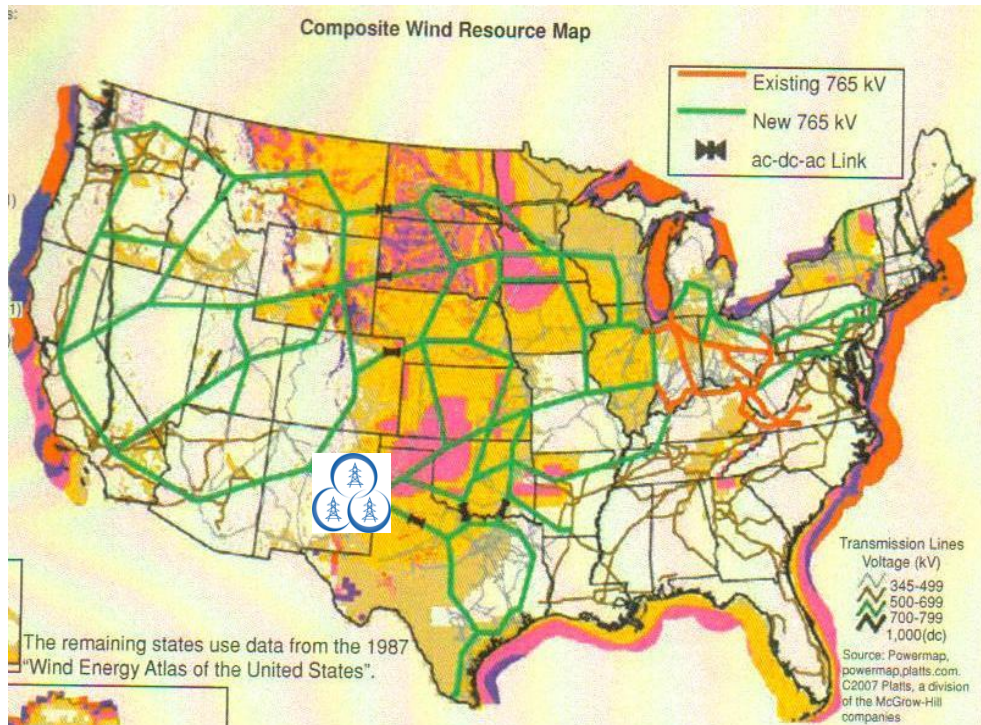 s:
Composite Wind Resource Map
Existing 765 kV
New 765 kV
ac-dc-ac Link
1)
1)
Transmission Lines
Voltage (kV)
345-499
500-699
700-799
1,000(dc)
Source: Powermap,
powermap.platts.com.
C2007 Platts, a division
of the McGrow-Hill
companies
The remaining states use data from the 1987
“Wind Energy Atlas of the United States”.